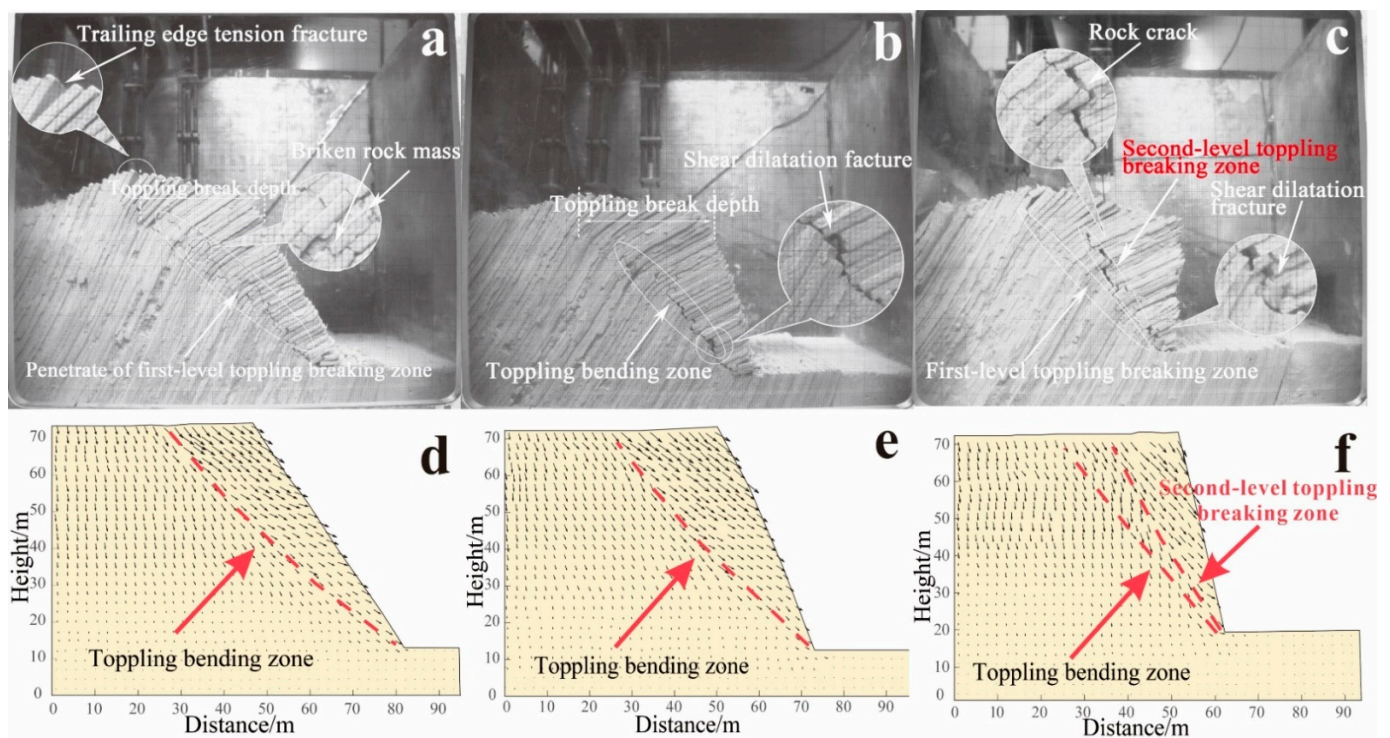 Trailing edge tension fracture
a
Briken rock mass
Toppling break depth
Penetrate of first-level toppling breaking zone
b
Shear dilatation facture
Toppling break depth
Toppling bending zone
c
Rock crack
Second-level toppling
breaking zone
Shear dilatation
fracture
First-level toppling breaking zone
d
70
60
50
40
30
20
10
0
Height/m
Toppling bending zone
0 10 20 30 40 50 60 70 80 90
Distance/m
e
70
60
50
40
30
20
10
0
Height/m
Toppling bending zone
0 10 20 30 40 50 60 70 80 90
Distance/m
f
Second-level toppling
breaking zone
70
60
50
40
30
20
10
0
Height/m
Toppling bending zone
0 10 20 30 40 50 60 70 80 90
Distance/m